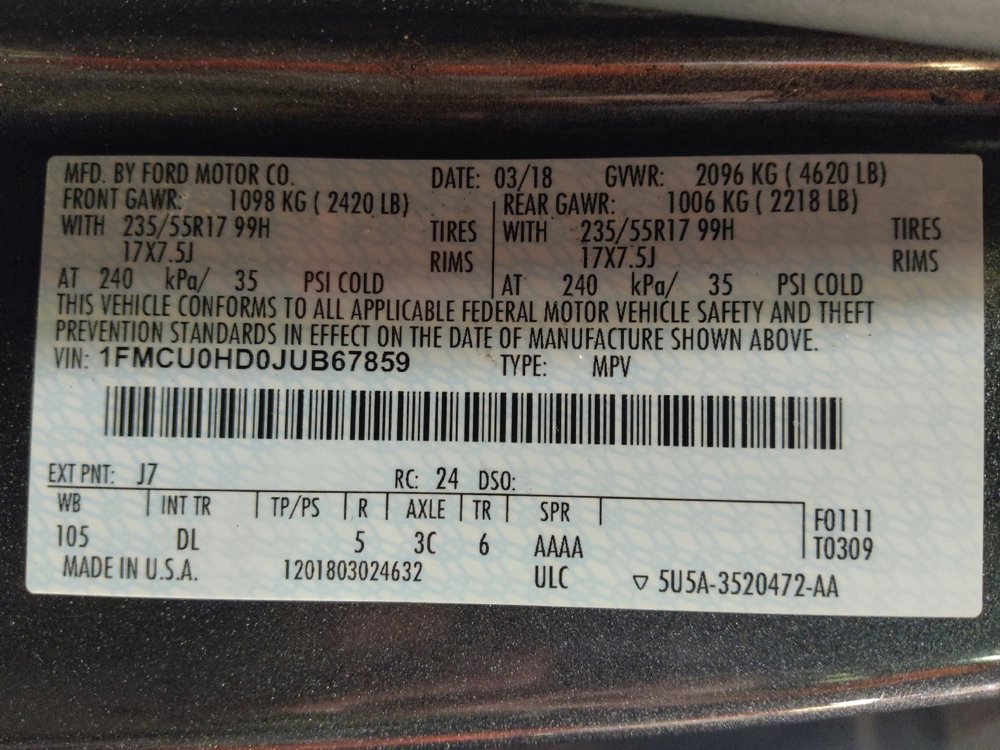 MFD. BY FORD MOTOR CO. DATE: 03/18 GVWR: 2096 KG ( 4620 LB)
FRONT GAWR: 1098 KG ( 2420 LB) REAR GAWR: 1006 KG ( 2218 LB)
WITH 235/55R17 99H TIRES WITH 235/55R17 99H TIRES
17X7.5J RIMS 17X7.5J RIMS
AT 240 kPa/ 35 PSI COLD AT 240 kPa/ 35 PSI COLD
THIS VEHICLE CONFORMS TO ALL APPLICABLE FEDERAL MOTOR VEHICLE SAFETY AND THEFT
PREVENTION STANDARDS IN EFFECT ON THE DATE OF MANUFACTURE SHOWN ABOVE.
VIN: 1FMCU0HD0JUB67859 TYPE: MPV
EXT PNT: J7 RC: 24 DSO:
WB INT TR TP/PS R AXLE TR SPR
F0111
105 DL 5 3C 6 AAAA T0309
MADE IN U.S.A. 1201803024632 ULC 5U5A-3520472-AA